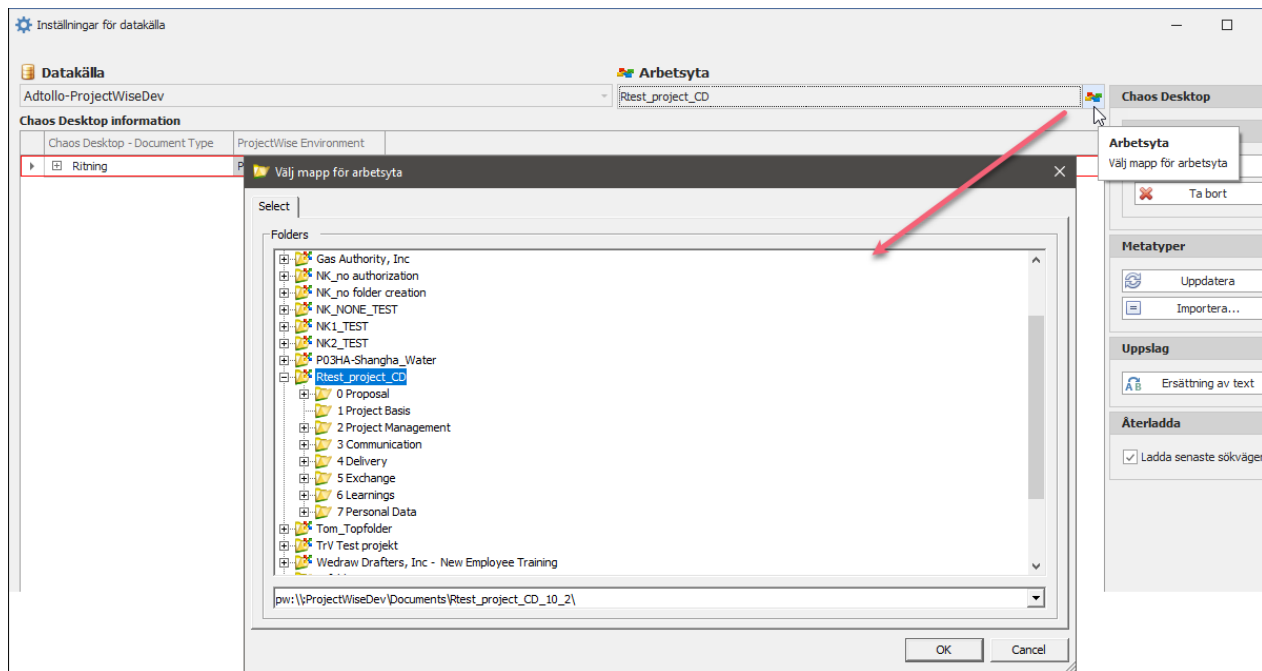 Inställningar för datakälla
Datakälla
Arbetsyta
Adtollo-ProjectWiseDev
Rtest_project_CD
Chaos Desktop
Chaos Desktop information
Chaos Desktop - Document Type
ProjectWise Environment
Arbetsyta
Välj mapp för arbetsyta
Ritning
P
Välj mapp för arbetsyta
Ta bort
Select
Folders
Gas Authority, Inc
NK_no authorization
NK_no folder creation
NK_NONE_TEST
NK1_TEST
NK2_TEST
P03HA-Shangha_Water
Rtest_project_CD
0 Proposal
1 Project Basis
2 Project Management
3 Communication
4 Delivery
5 Exchange
6 Learnings
7 Personal Data
Tom_Topfolder
TrV Test projekt
Wedraw Drafters, Inc - New Employee Training
pw:\\:ProjectWiseDev\Documents\Rtest_project_CD_10_2\
OK
Cancel
Metatyper
Uppdatera
Importera...
Uppslag
Ersättning av text
Återladda
Ladda senaste sökvägen